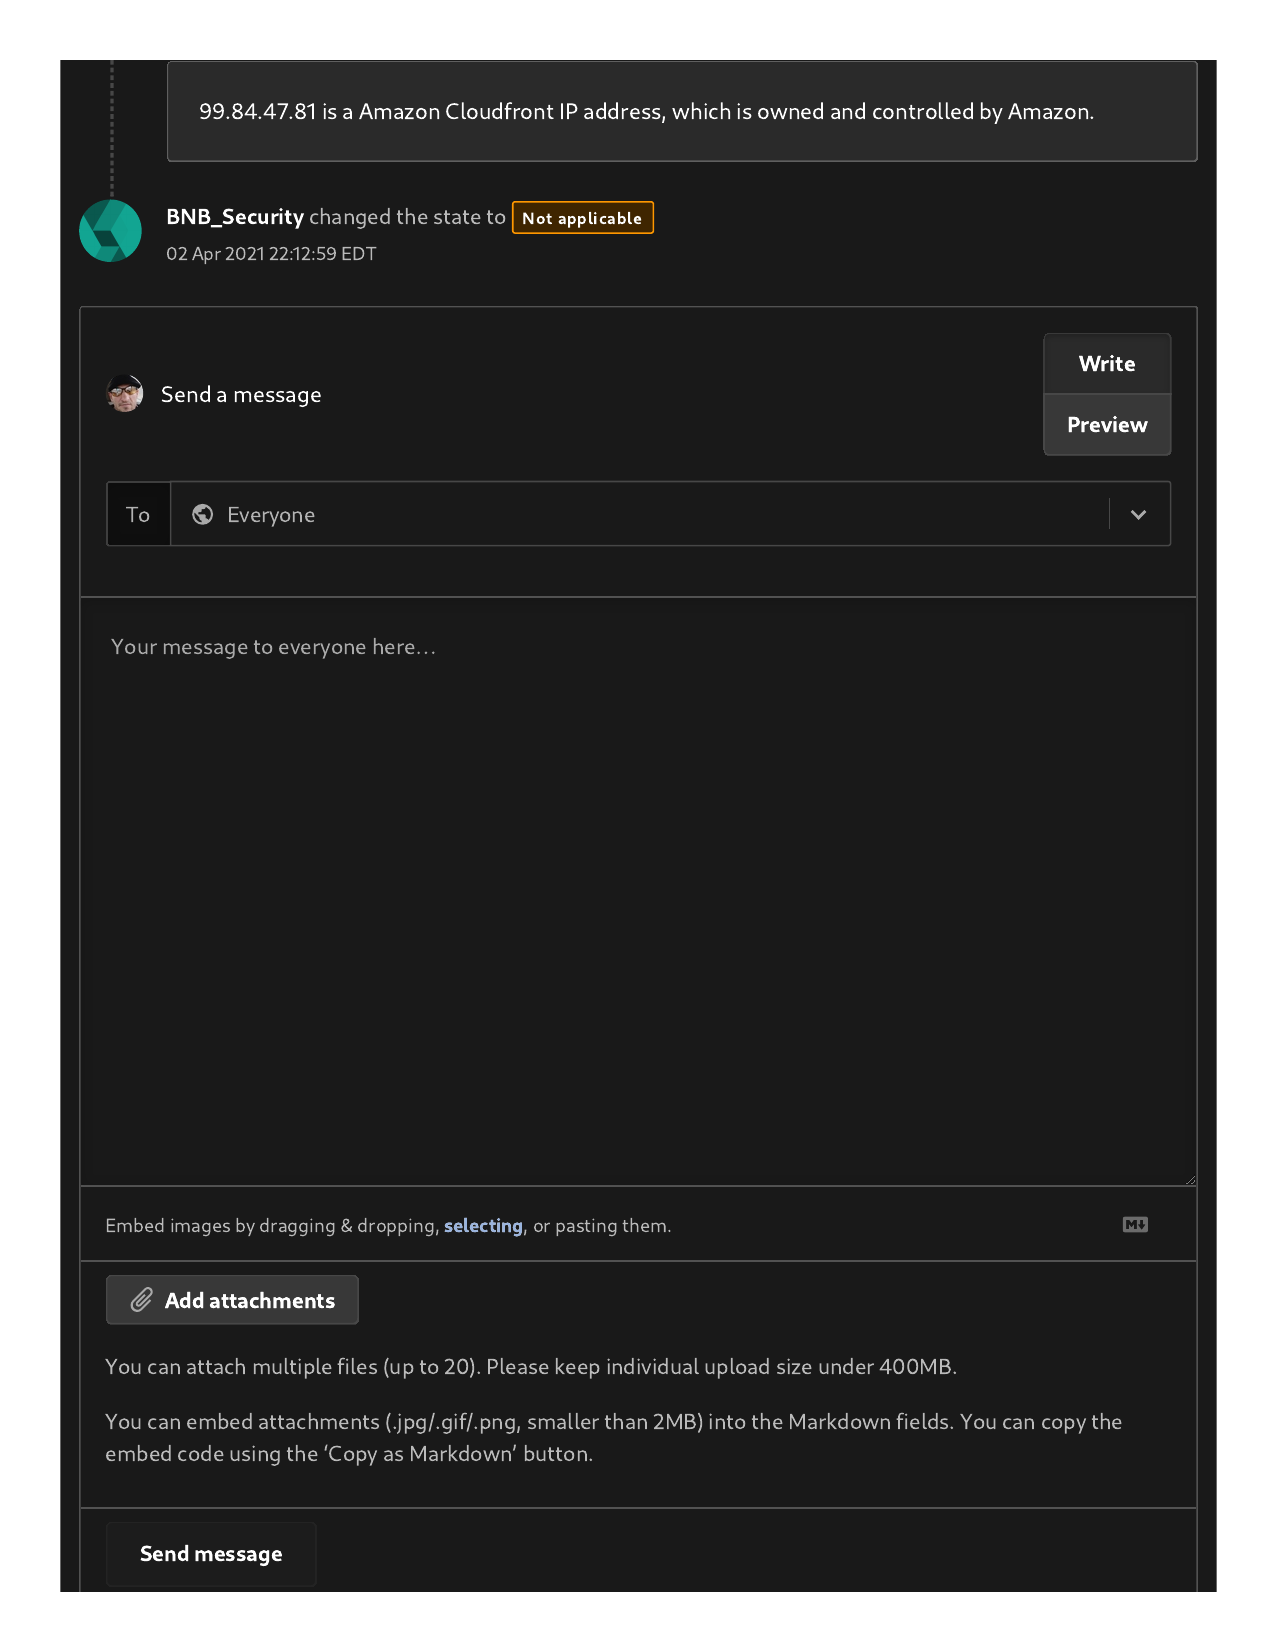 99.84.47.81 is a Amazon Cloudfront IP address, which is owned and controlled by Amazon.
BNB_Security changed the state to Not applicable
02 Apr 2021 22:12:59 EDT
Write
Send a message
Preview
To Everyone
Your message to everyone here...
Embed images by dragging & dropping, selecting, or pasting them.
M
Add attachments
You can attach multiple files (up to 20). Please keep individual upload size under 400MB.
You can embed attachments (.jpg/.gif/.png, smaller than 2MB) into the Markdown fields. You can copy the
embed code using the ‘Copy as Markdown’ button.
Send message